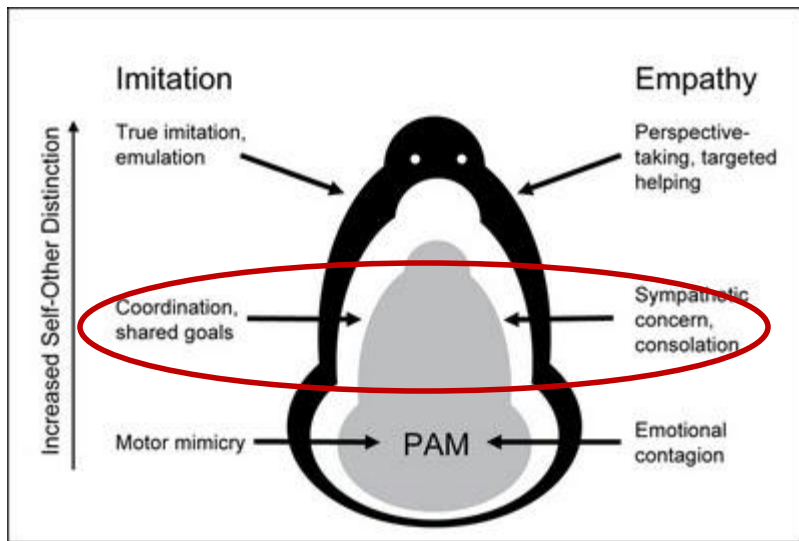 Imitation
Empathy
True imitation,
emulation
Perspective-
taking, targeted
helping
Increased Self-Other Distinction
Coordination,
shared goals
Sympathetic
concern,
consolation
Motor mimicry
PAM
Emotional
contagion